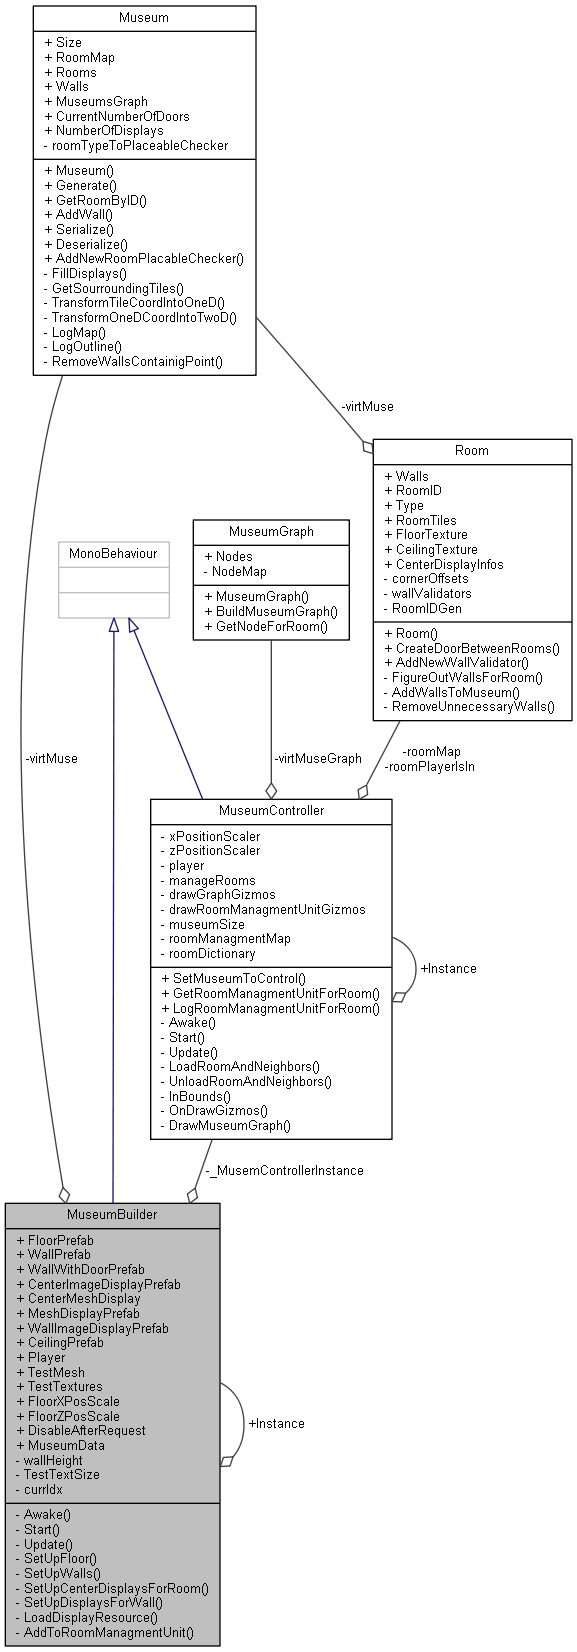 Museum
+ Size
+ RoomMap
+ Rooms
+ Walls
+ MuseumsGraph
+ CurrentNumberOfDoors
+ NumberOfDisplays
- roomTypeToPlaceableChecker
+ Museum()
+ Generate()
+ GetRoomByID()
+ AddWall()
+ Serialize()
+ Deserialize()
+ AddNewRoomPlacableChecker()
- FillDisplays()
- GetSourroundingTiles()
- TransformTileCoordIntoOneD()
- TransformOneDCoordIntoTwoD()
- LogMap()
- LogOutline()
- RemoveWallsContainigPoint()
-virtMuse
Room
+ Walls
+ RoomID
+ Type
+ RoomTiles
+ FloorTexture
+ CeilingTexture
+ CenterDisplayInfos
- cornerOffsets
- wallValidators
- RoomIDGen
+ Room()
+ CreateDoorBetweenRooms()
+ AddNewWallValidator()
- FigureOutWallsForRoom()
- AddWallsToMuseum()
- RemoveUnnecessaryWalls()
MuseumGraph
+ Nodes
- NodeMap
+ MuseumGraph()
+ BuildMuseumGraph()
+ GetNodeForRoom()
MonoBehaviour
-virtMuse
-virtMuseGraph
-roomMap
-roomPlayerIsIn
MuseumController
- xPositionScaler
- zPositionScaler
- player
- manageRooms
- drawGraphGizmos
- drawRoomManagmentUnitGizmos
- museumSize
- roomManagmentMap
- roomDictionary
+ SetMuseumToControl()
+ GetRoomManagmentUnitForRoom()
+ LogRoomManagmentUnitForRoom()
- Awake()
- Start()
- Update()
- LoadRoomAndNeighbors()
- UnloadRoomAndNeighbors()
- InBounds()
- OnDrawGizmos()
- DrawMuseumGraph()
+Instance
-_MusemControllerInstance
MuseumBuilder
+ FloorPrefab
+ WallPrefab
+ WallWithDoorPrefab
+ CenterImageDisplayPrefab
+ CenterMeshDisplay
+ MeshDisplayPrefab
+ WallImageDisplayPrefab
+ CeilingPrefab
+ Player
+ TestMesh
+ TestTextures
+ FloorXPosScale
+ FloorZPosScale
+ DisableAfterRequest
+ MuseumData
- wallHeight
- TestTextSize
- currIdx
- Awake()
- Start()
- Update()
- SetUpFloor()
- SetUpWalls()
- SetUpCenterDisplaysForRoom()
- SetUpDisplaysForWall()
- LoadDisplayResource()
- AddToRoomManagmentUnit()
+Instance